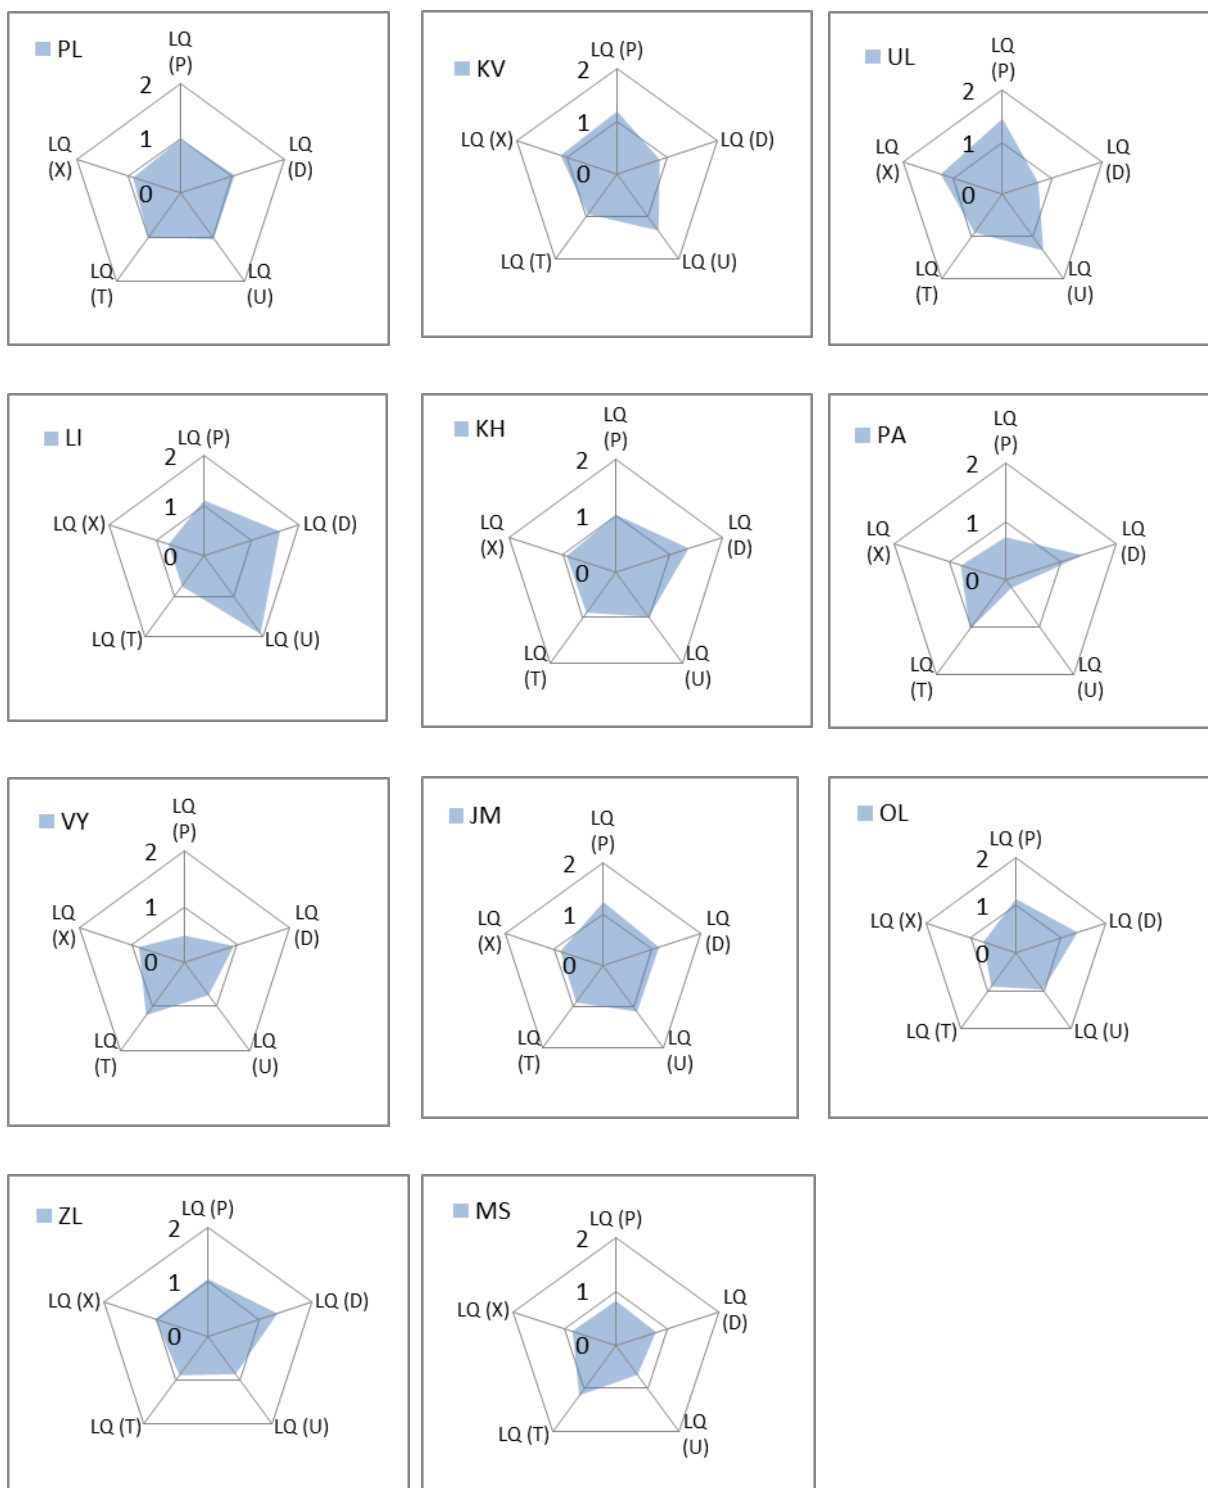 PL
LQ
(P)
2
1
0
LQ
(X)
LQ
(D)
LQ
(T)
LQ
(U)
KV
LQ (P)
2
1
0
LQ (X)
LQ (D)
LQ (T)
LQ (U)
UL
LQ
(P)
2
1
0
LQ
(X)
LQ
(D)
LQ
(T)
LQ
(U)
LI
LQ (P)
2
1
0
LQ (X)
LQ (D)
LQ (T)
LQ (U)
KH
LQ
(P)
2
1
0
LQ
(X)
LQ
(D)
LQ
(T)
LQ
(U)
PA
LQ
(P)
2
1
0
LQ
(X)
LQ
(D)
LQ
(T)
LQ
(U)
VY
LQ
(P)
2
1
0
LQ
(X)
LQ
(D)
LQ
(T)
LQ
(U)
JM
LQ
(P)
2
1
0
LQ
(X)
LQ
(D)
LQ
(T)
LQ
(U)
OL
LQ (P)
2
1
0
LQ (X)
LQ (D)
LQ (T)
LQ (U)
ZL
LQ (P)
2
1
0
LQ (X)
LQ (D)
LQ (T)
LQ (U)
MS
LQ (P)
2
1
0
LQ (X)
LQ
(D)
LQ (T)
LQ
(U)